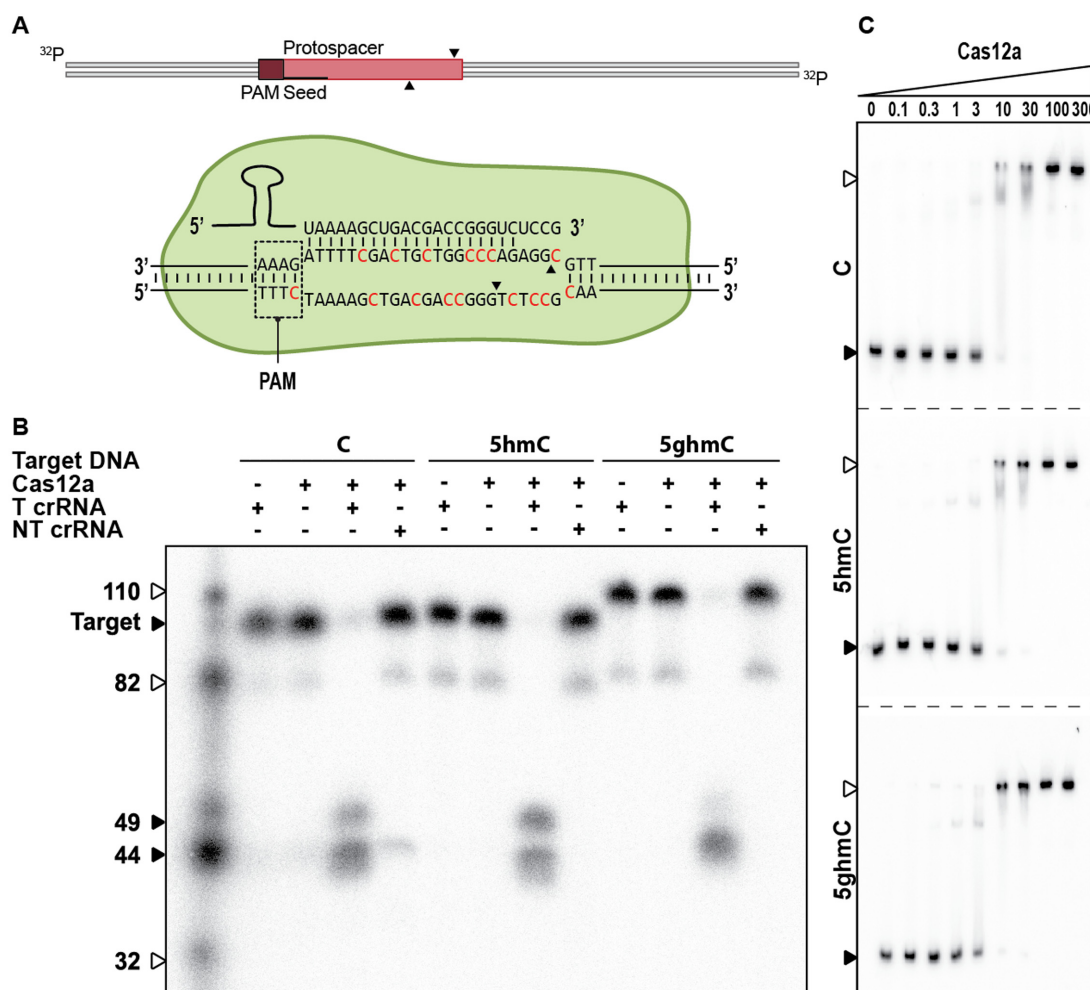 A
32P
Protospacer
PAM Seed
32P
5’ UAAAAGCUGACGACCGGGUCUCCG 3’
ATTTTCGACTGCTGGCCCAGAGGC
3’ AAAG GTT 5’
5’ TTTC CAA 3’
TAAAAGCTGACGACCGGGTCTCCG
PAM
B
C 5hmC 5ghmC
Target DNA
Cas12a - + + + - + + + - + + +
T crRNA + - + - + - + - + - + -
NT crRNA - - - + - - - + - - - +
110
Target
82
49
44
32
C
Cas12a
0 0.1 0.3 1 3 10 30 100 300
C
5hmC
5ghmC